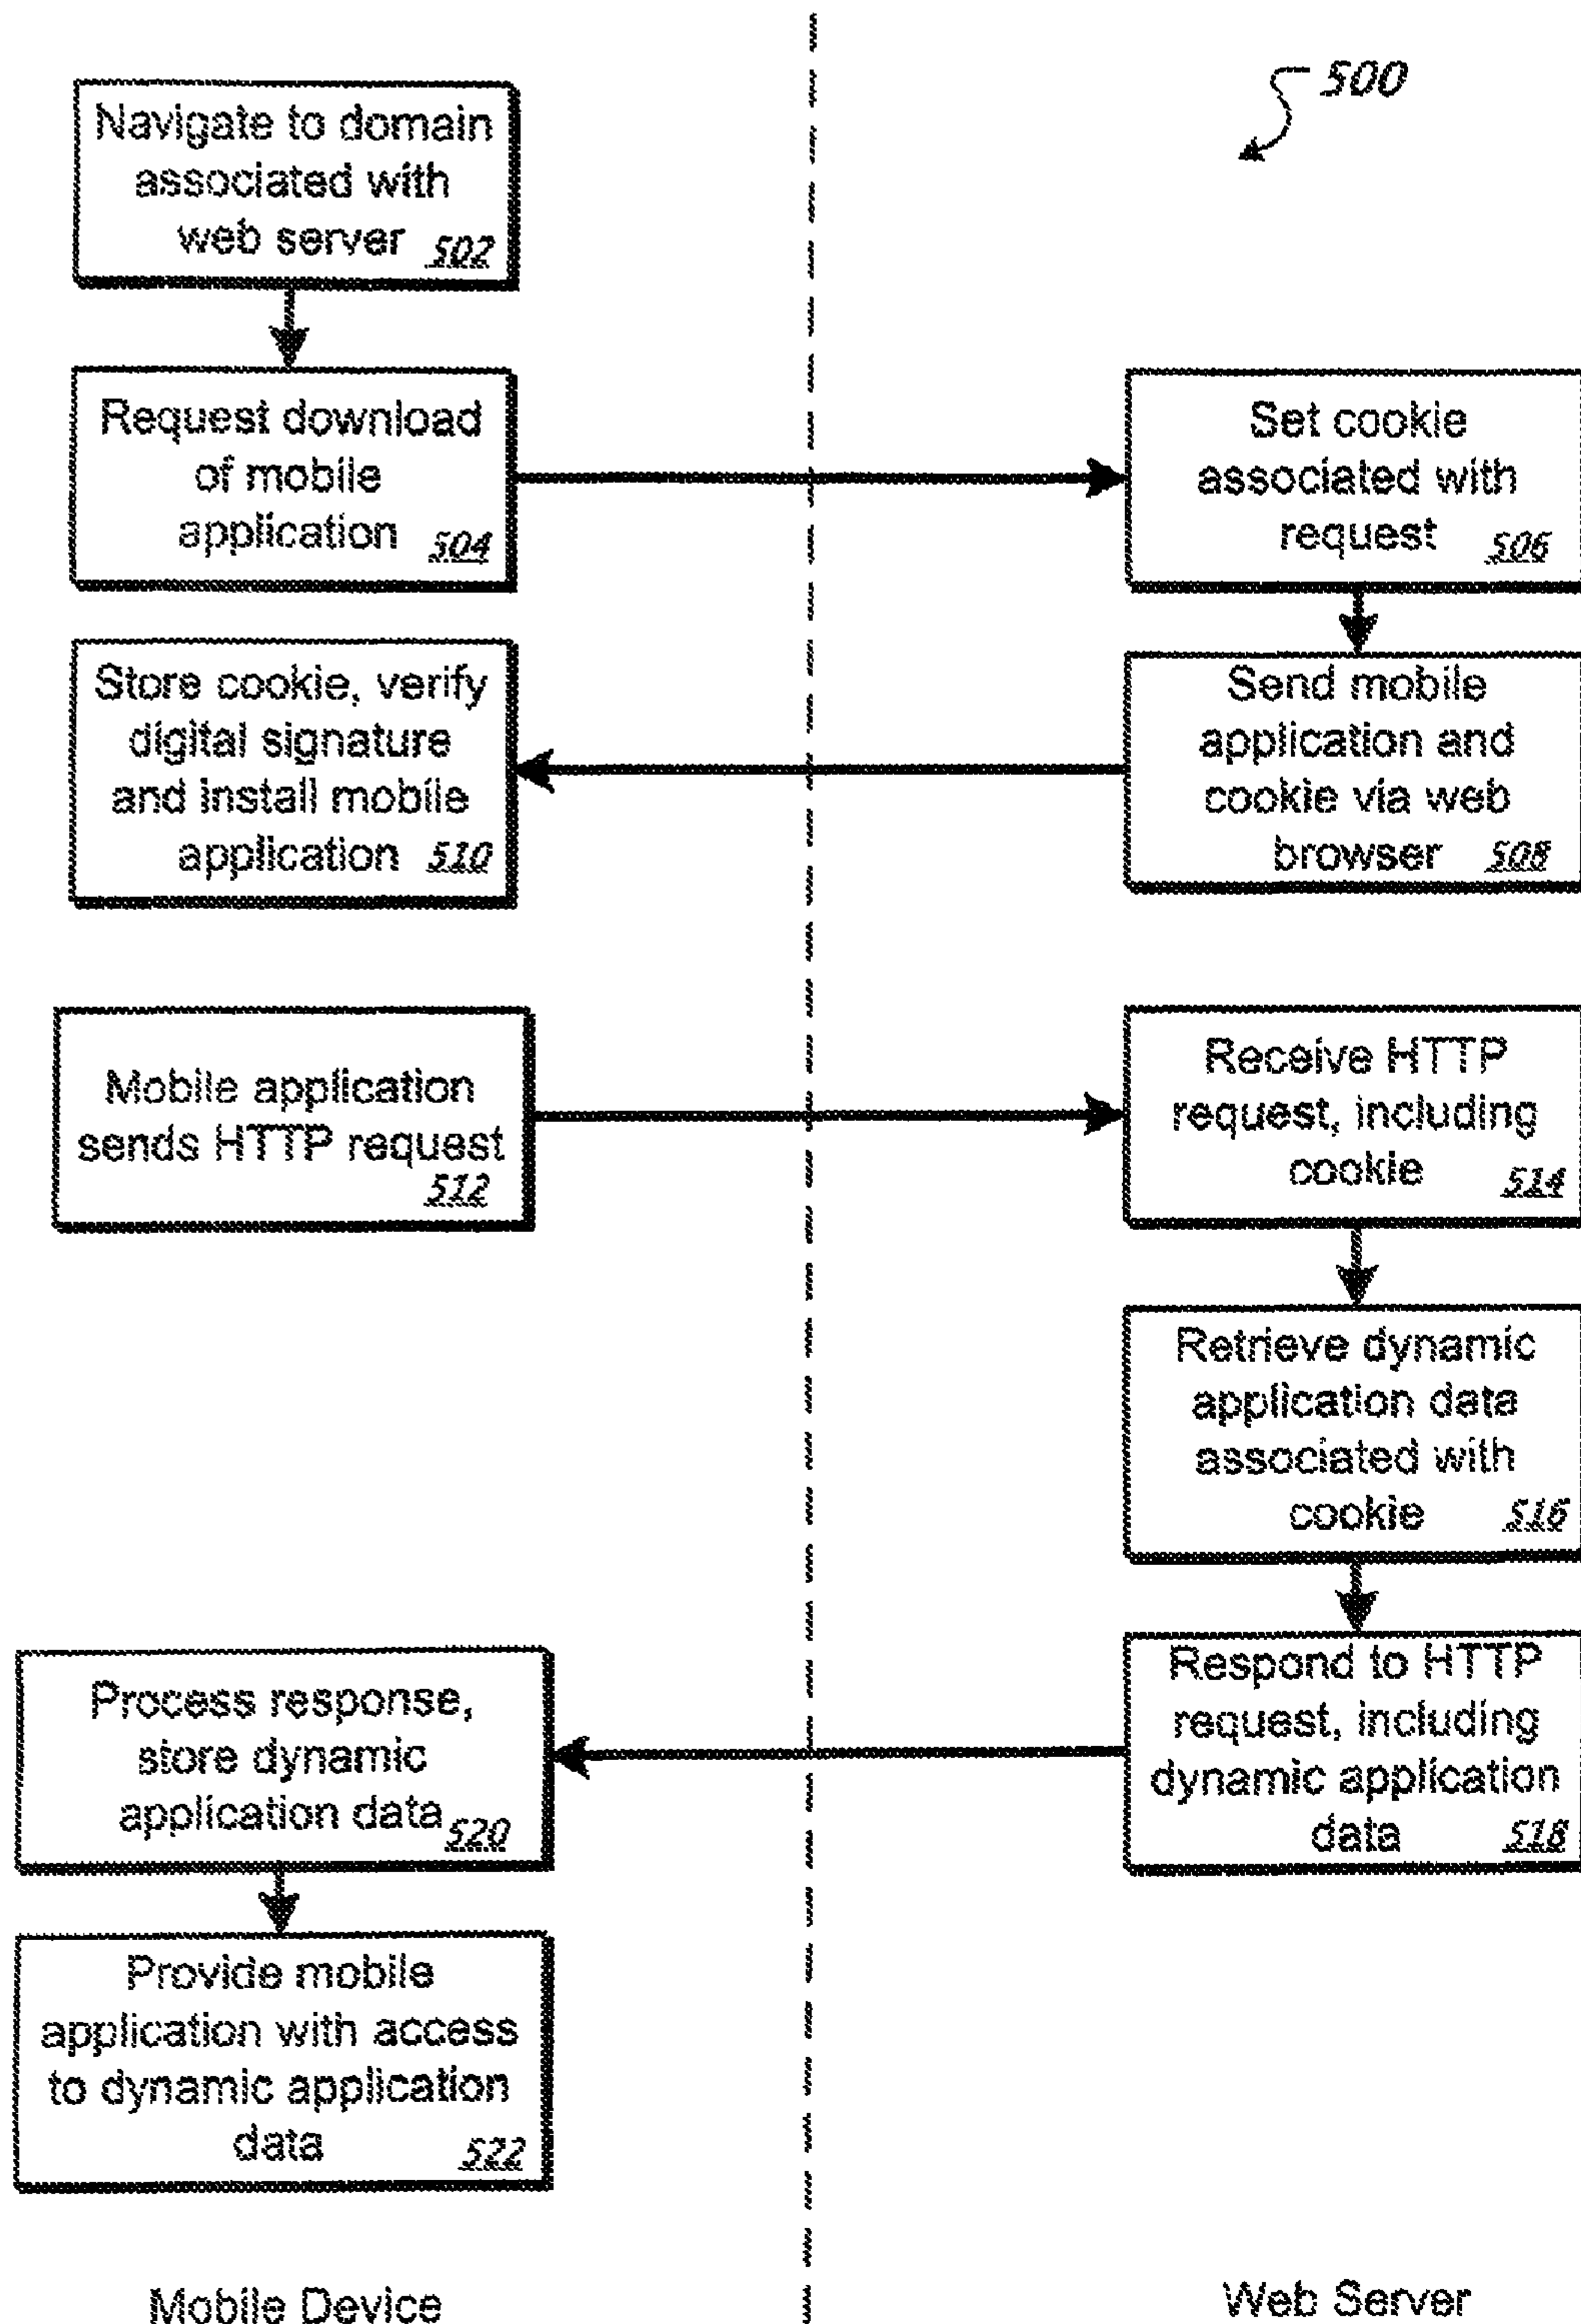 500
Navigate to domain
associated with
web server 502
Request download
of mobile
application 504
Set cookie
associated with
request 506
Send mobile
application and
cookie via web
browser 508
Store cookie, verify
digital signature
and install mobile
application 510
Mobile application
sends HTTP request
512
Receive HTTP
request, including
cookie 514
Retrieve dynamic
application data
associated with
cookie 516
Respond to HTTP
request, including
dynamic application
data 518
Process response,
store dynamic
application data 520
Provide mobile
application with access
to dynamic application
data 522
Mobile Device
Web Server